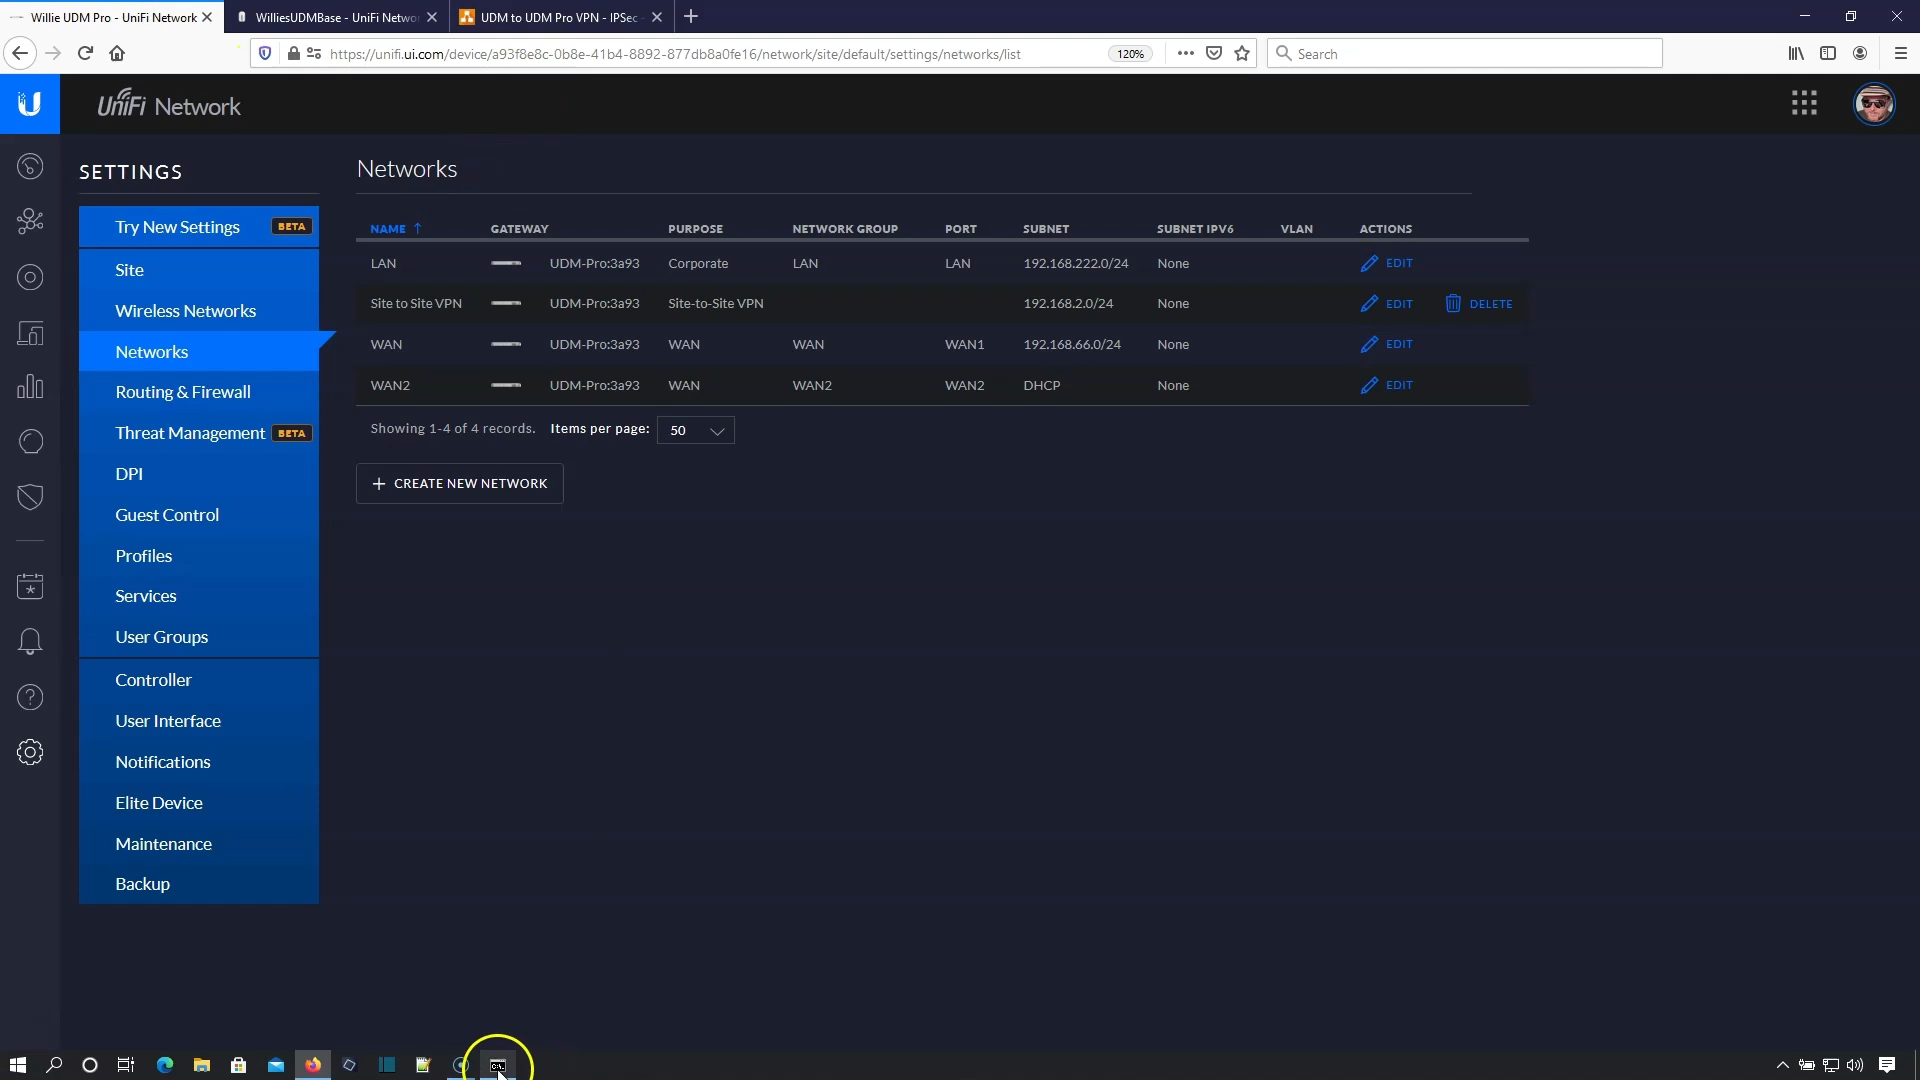 Willie UDM Pro - UniFi Network
WilliesUDMBase - UniFi Netwo
UDM to UDM Pro VPN - IPSec
https://unifi.ui.com/device/a93f8e8c-0b8e-41b4-8892-877db8a0fe16/network/site/default/settings/networks/list
120%
Search
UniFi Network
SETTINGS
Try New Settings BETA
Site
Wireless Networks
Networks
Routing & Firewall
Threat Management BETA
DPI
Guest Control
Profiles
Services
User Groups
Controller
User Interface
Notifications
Elite Device
Maintenance
Backup
Networks
NAME ↑ GATEWAY PURPOSE NETWORK GROUP PORT SUBNET SUBNET IPV6 VLAN ACTIONS
LAN UDM-Pro:3a93 Corporate LAN LAN 192.168.222.0/24 None EDIT
Site to Site VPN UDM-Pro:3a93 Site-to-Site VPN 192.168.2.0/24 None EDIT DELETE
WAN UDM-Pro:3a93 WAN WAN WAN1 192.168.66.0/24 None EDIT
WAN2 UDM-Pro:3a93 WAN WAN2 WAN2 DHCP None EDIT
Showing 1-4 of 4 records. Items per page: 50
+ CREATE NEW NETWORK